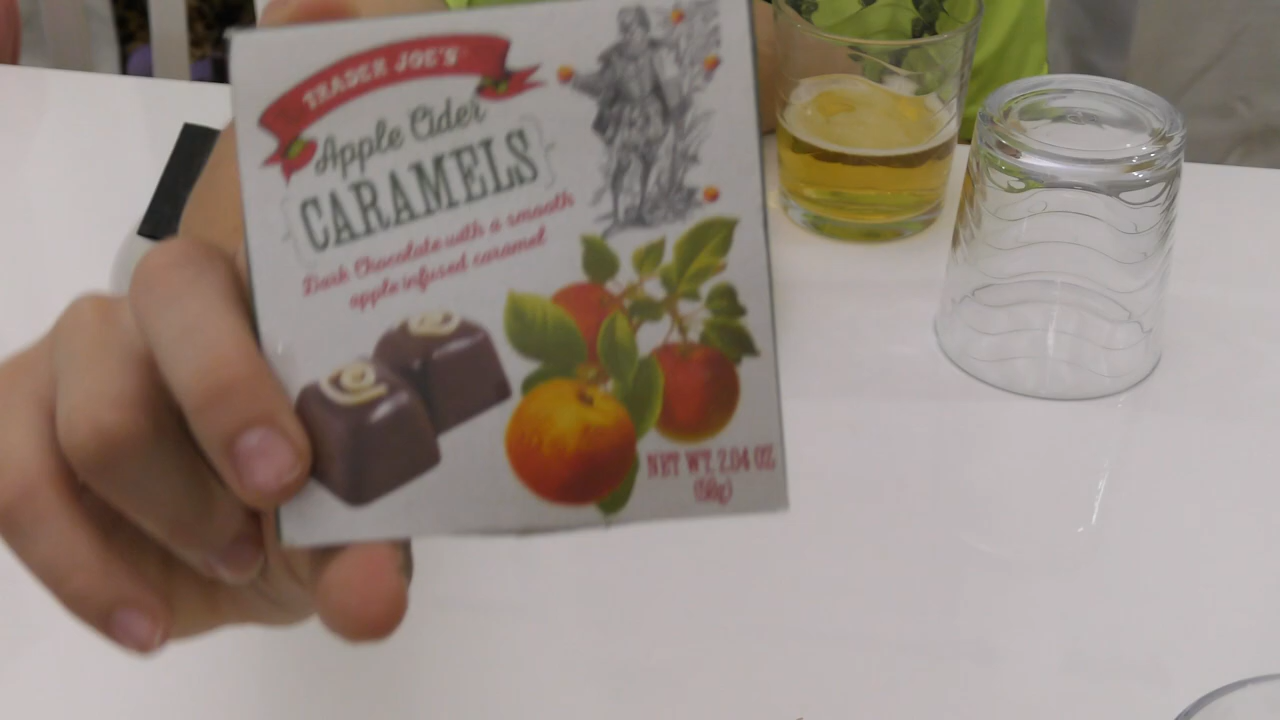 TRADER JOE'S
Apple Cider
CARAMELS
Dark Chocolate with a smooth
apple infused caramel
NET WT. 2.04 OZ
(58g)